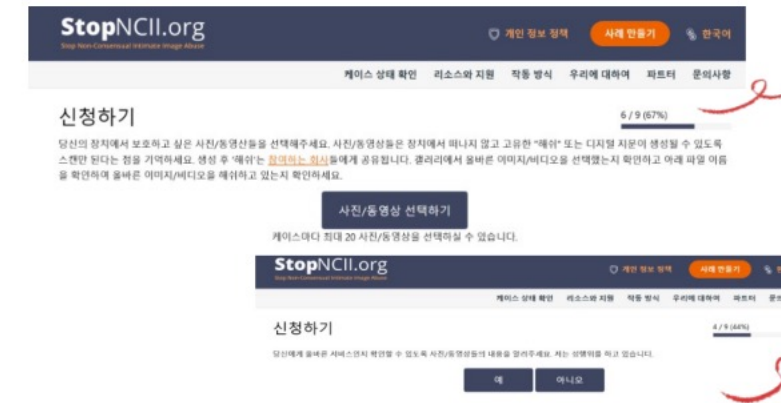 StopNCII.org
Stop Non-Consensual Intimate Image Abuse
개인 정보 정책
사례 만들기
한국어
케이스 상태 확인 리소스와 지원 작동 방식 우리에 대하여 파트터 문의사항
신청하기
6 / 9 (67%)
당신의 장치에서 보호하고 싶은 사진/동영상들을 선택해주세요. 사진/동영상들은 장치에서 떠나지 않고 고유한 "해쉬" 또는 디지털 지문이 생성될 수 있도록
스캔만 된다는 점을 기억하세요. 생성 후 '해쉬'는 참여하는 회사들에게 공유됩니다. 갤러리에서 올바른 이미지/비디오을 선택했는지 확인하고 아래 파일 이름
을 확인하여 올바른 이미지/비디오을 해쉬하고 있는지 확인하세요.
사진/동영상 선택하기
케이스마다 최대 20 사진/동영상을 선택하실 수 있습니다.
StopNCII.org
Stop Non-Consensual Intimate Image Abuse
개인 정보 정책
사례 만들기
케이스 상태 확인 리소스와 지원 작동 방식 우리에 대하여 파트터
신청하기
4 / 9 (44%)
당신에게 올바른 서비스인지 확인할 수 있도록 사진/동영상들의 내용을 알려주세요. 저는 성행위를 하고 있습니다.
예
아니오